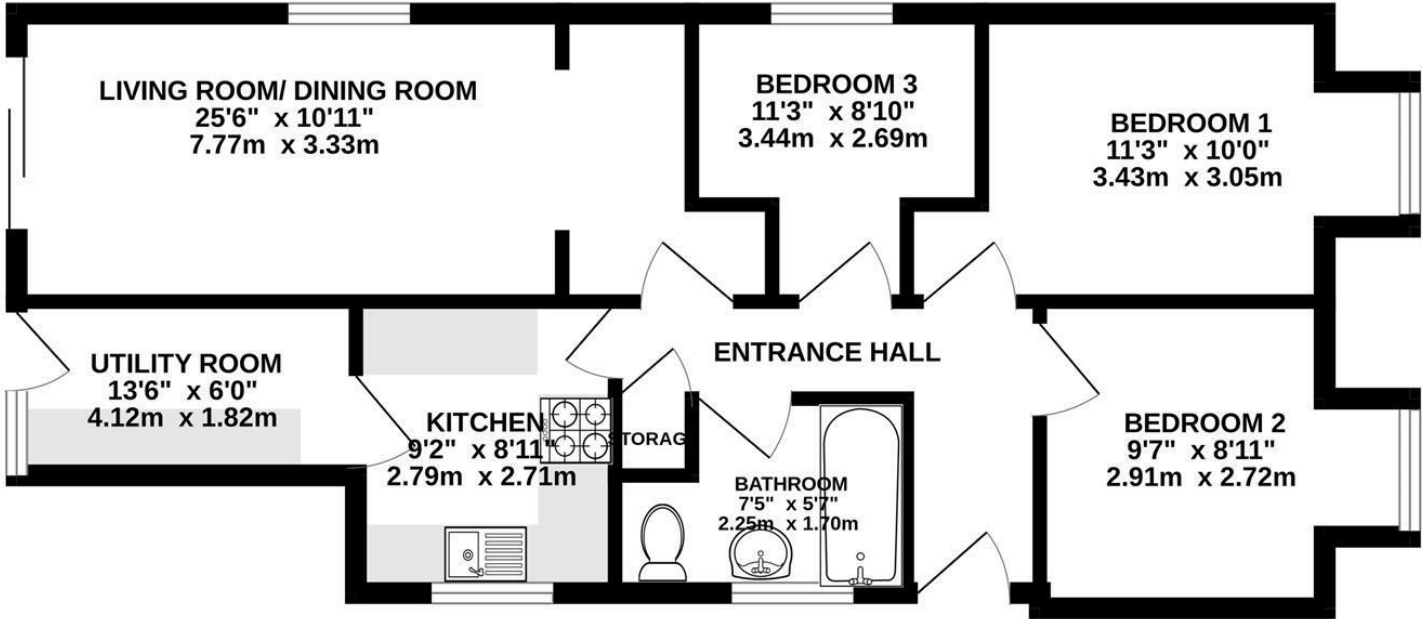 LIVING ROOM/ DINING ROOM
25'6" x 10'11"
7.77m x 3.33m
BEDROOM 3
11'3" x 8'10"
3.44m x 2.69m
BEDROOM 1
11'3" x 10'0"
3.43m x 3.05m
UTILITY ROOM
13'6" x 6'0"
4.12m x 1.82m
ENTRANCE HALL
KITCHEN
9'2" x 8'11"
2.79m x 2.71m
STORAG
BATHROOM
7'5" x 5'7"
2.25m x 1.70m
BEDROOM 2
9'7" x 8'11"
2.91m x 2.72m